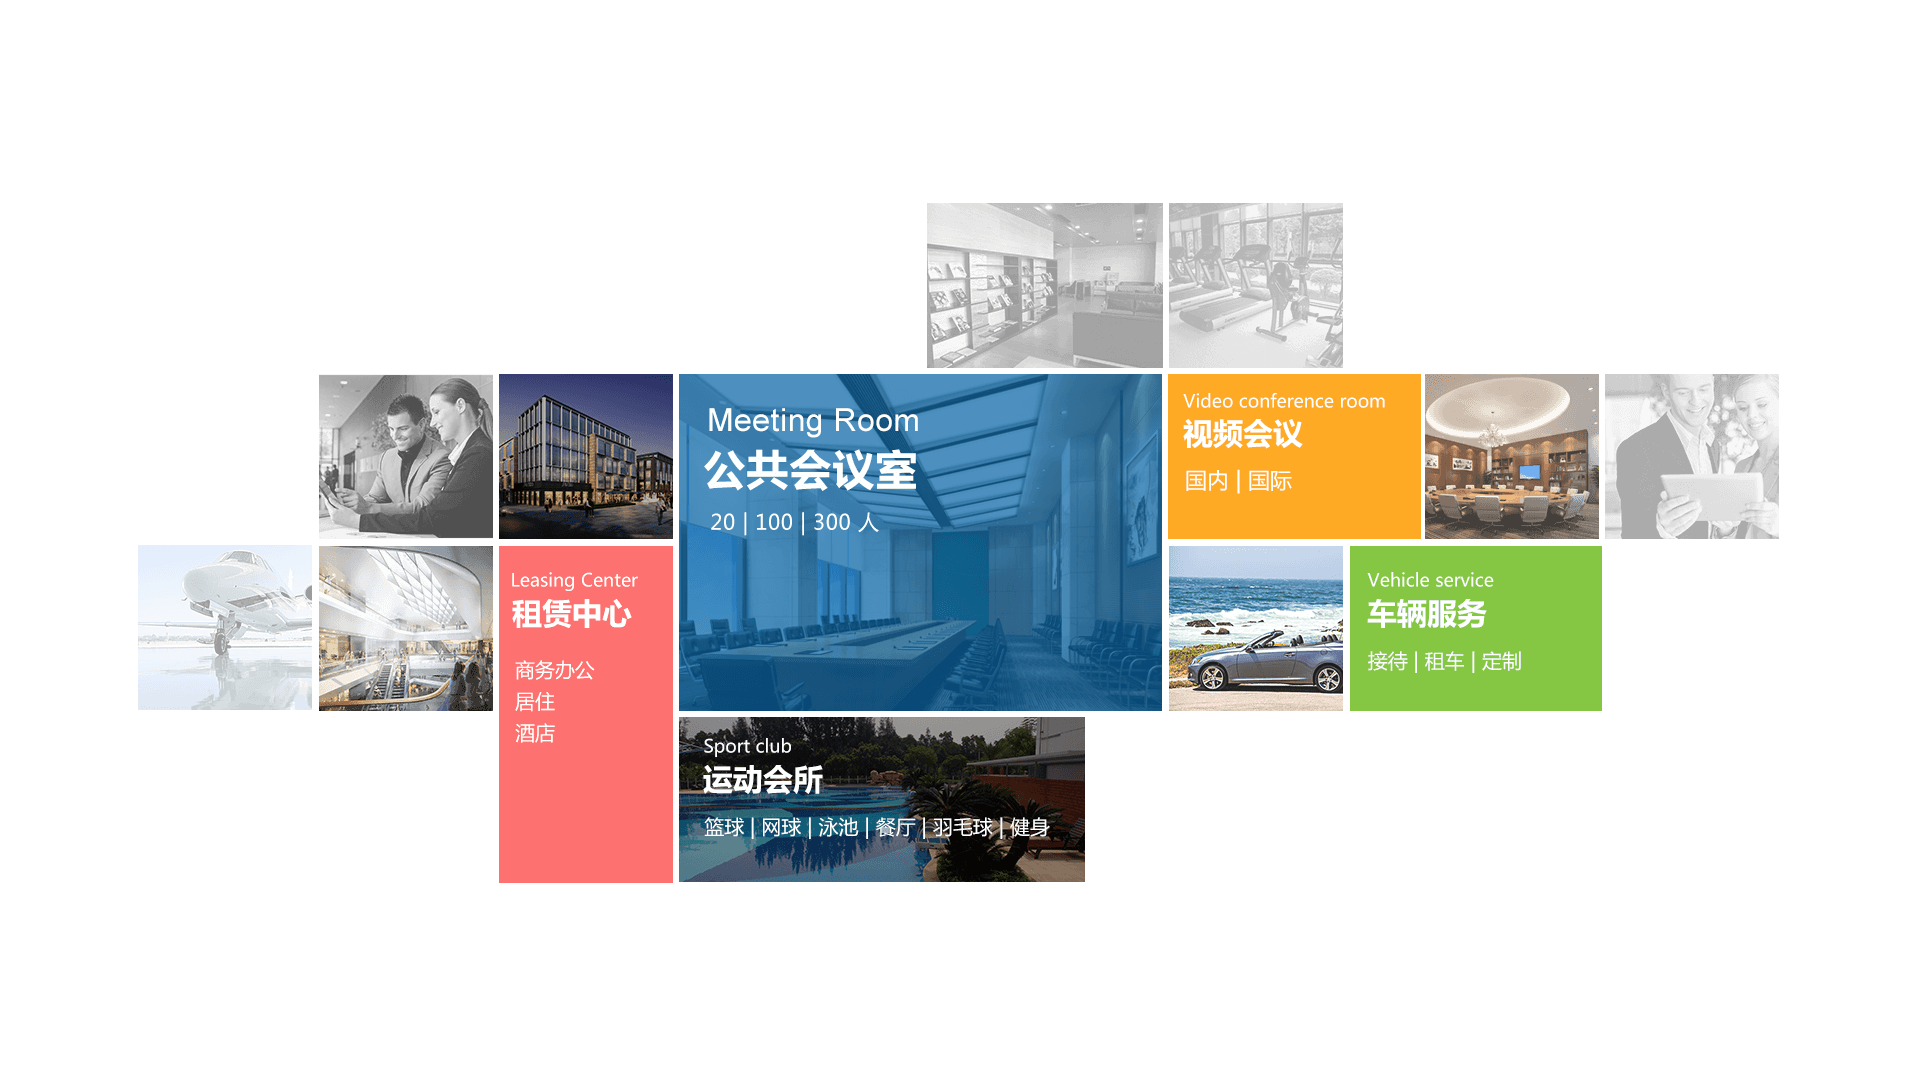 Meeting Room
公共会议室
20 | 100 | 300 人
Video conference room
视频会议
国内 | 国际
Leasing Center
租赁中心
商务办公
居住
酒店
Vehicle service
车辆服务
接待 | 租车 | 定制
Sport club
运动会所
篮球 | 网球 | 泳池 | 餐厅 | 羽毛球 | 健身